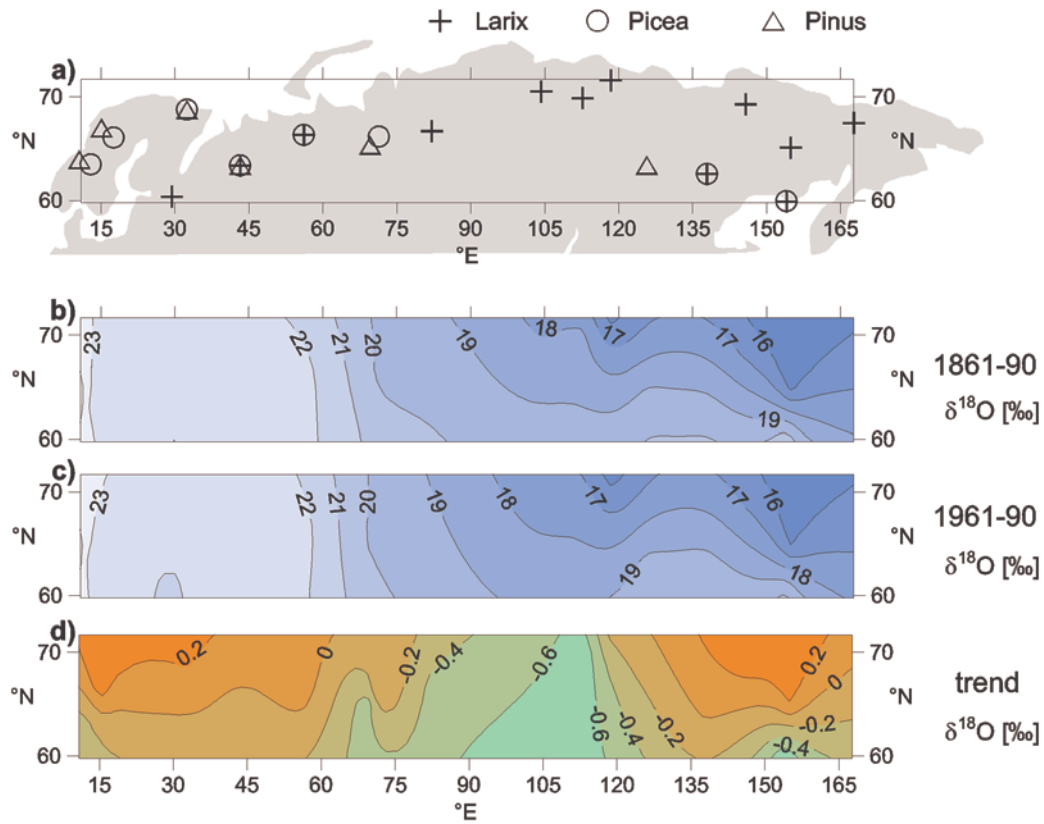 Larix Picea Pinus
a)
70 70
°N °N
60 60
15 30 45 60 75 90 105 120 135 150 165
°E
b)
23 22 21 20 19 18 17 17 16 19
70 70
°N °N
60 60
1861-90
δ18O [‰]
c)
23 22 21 20 19 18 17 17 16 19 18
70 70
°N °N
60 60
1961-90
δ18O [‰]
d)
0.2 0 -0.2 -0.4 -0.6 -0.6 -0.4 -0.2 0.2 0 -0.2 -0.4
70 70
°N °N
60 60
trend
δ18O [‰]
15 30 45 60 75 90 105 120 135 150 165
°E